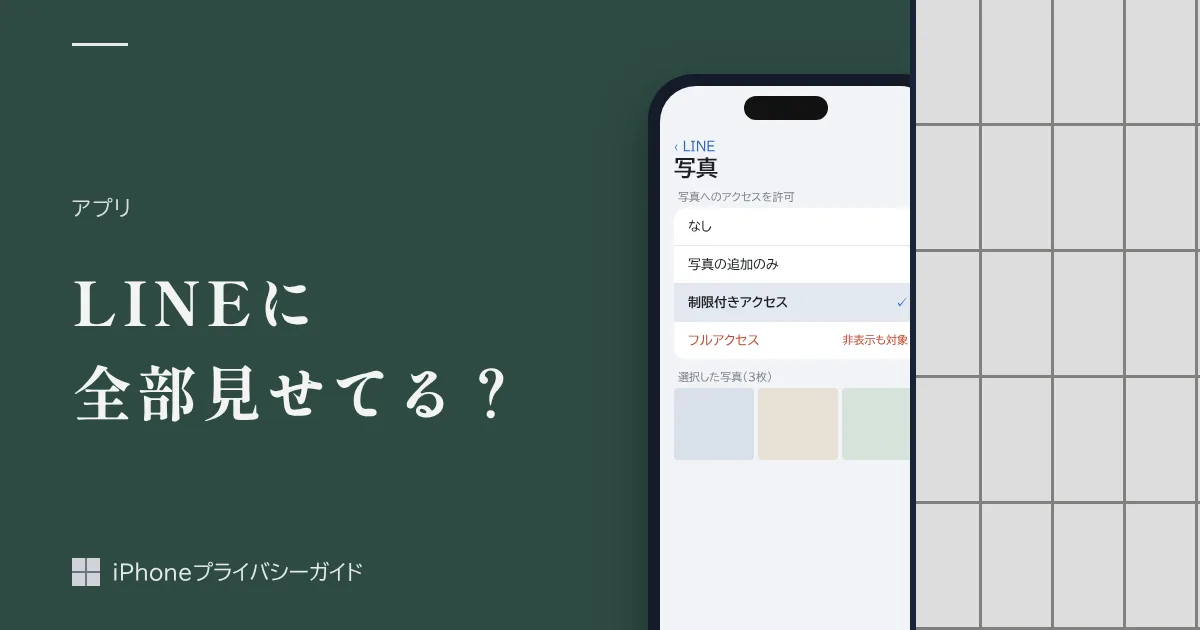 アプリ
LINEに
全部見せてる？
iPhoneプライバシーガイド
‹ LINE
写真
写真へのアクセスを許可
なし
写真の追加のみ
制限付きアクセス ✓
フルアクセス 非表示も対象
選択した写真(3枚)